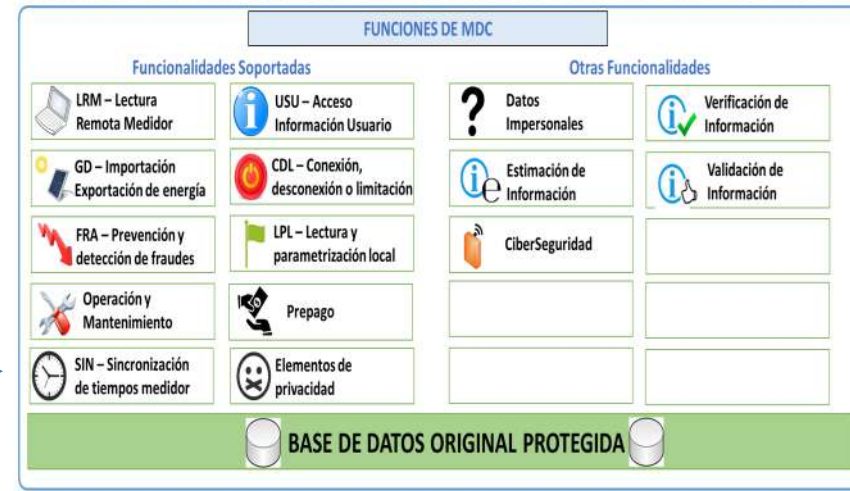 FUNCIONES DE MDC
Funcionalidades Soportadas
LRM – Lectura
Remota Medidor
USU – Acceso
Información Usuario
GD – Importación
Exportación de energía
CDL – Conexión,
desconexión o limitación
FRA – Prevención y
detección de fraudes
LPL – Lectura y
parametrización local
Operación y
Mantenimiento
Prepago
SIN – Sincronización
de tiempos medidor
Elementos de
privacidad
Otras Funcionalidades
Datos
Impersonales
Verificación de
Información
Estimación de
Información
Validación de
Información
CiberSeguridad
BASE DE DATOS ORIGINAL PROTEGIDA